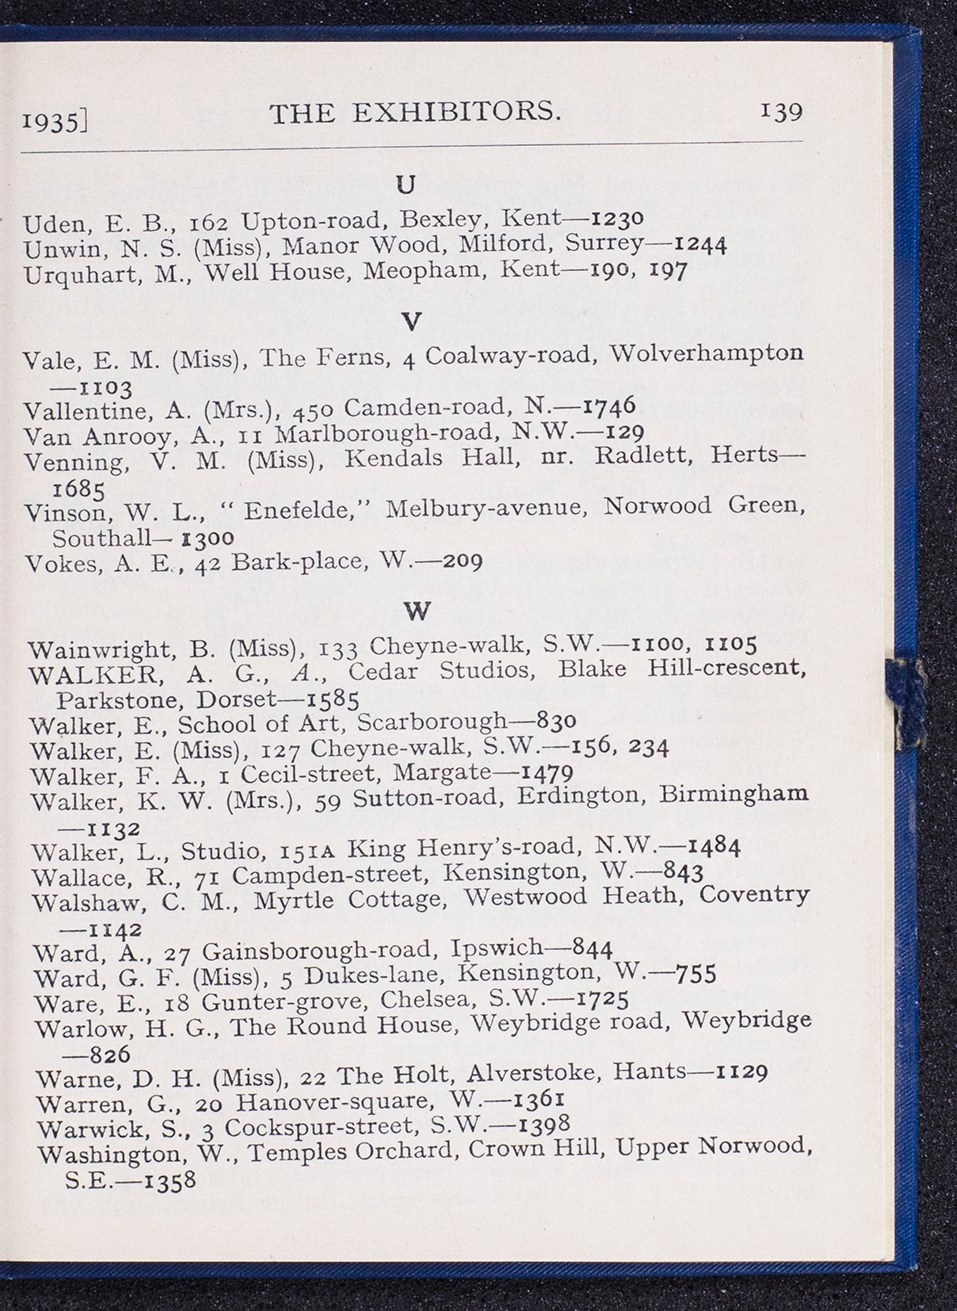 1935]
THE EXHIBITORS.
139
U
Uden, E. B., 162 Upton-road, Bexley, Kent—1230
Unwin, N. S. (Miss), Manor Wood, Milford, Surrey—1244
Urquhart, M., Well House, Meopham, Kent—190, 197
V
Vale, E. M. (Miss), The Ferns, 4 Coalway-road, Wolverhampton
—1103
Vallentine, A. (Mrs.), 450 Camden-road, N.—1746
Van Anrooy, A., 11 Marlborough-road, N.W.—129
Venning, V. M. (Miss), Kendals Hall, nr. Radlett, Herts—
1685
Vinson, W. L., “ Enefelde,” Melbury-avenue, Norwood Green,
Southall—1300
Vokes, A. E., 42 Bark-place, W.—209
W
Wainwright, B. (Miss), 133 Cheyne-walk, S.W.—1100, 1105
WALKER, A. G., A., Cedar Studios, Blake Hill-crescent,
Parkstone, Dorset—1585
Walker, E., School of Art, Scarborough—830
Walker, E. (Miss), 127 Cheyne-walk, S.W.—156, 234
Walker, F. A., 1 Cecil-street, Margate—1479
Walker, K. W. (Mrs.), 59 Sutton-road, Erdington, Birmingham
—1132
Walker, L., Studio, 151A King Henry’s-road, N.W.—1484
Wallace, R., 71 Campden-street, Kensington, W.—843
Walshaw, C. M., Myrtle Cottage, Westwood Heath, Coventry
—1142
Ward, A., 27 Gainsborough-road, Ipswich—844
Ward, G. F. (Miss), 5 Dukes-lane, Kensington, W.—755
Ware, E., 18 Gunter-grove, Chelsea, S.W.—1725
Warlow, H. G., The Round House, Weybridge road, Weybridge
—826
Warne, D. H. (Miss), 22 The Holt, Alverstoke, Hants—1129
Warren, G., 20 Hanover-square, W.—1361
Warwick, S., 3 Cockspur-street, S.W.—1398
Washington, W., Temples Orchard, Crown Hill, Upper Norwood,
S.E.—1358